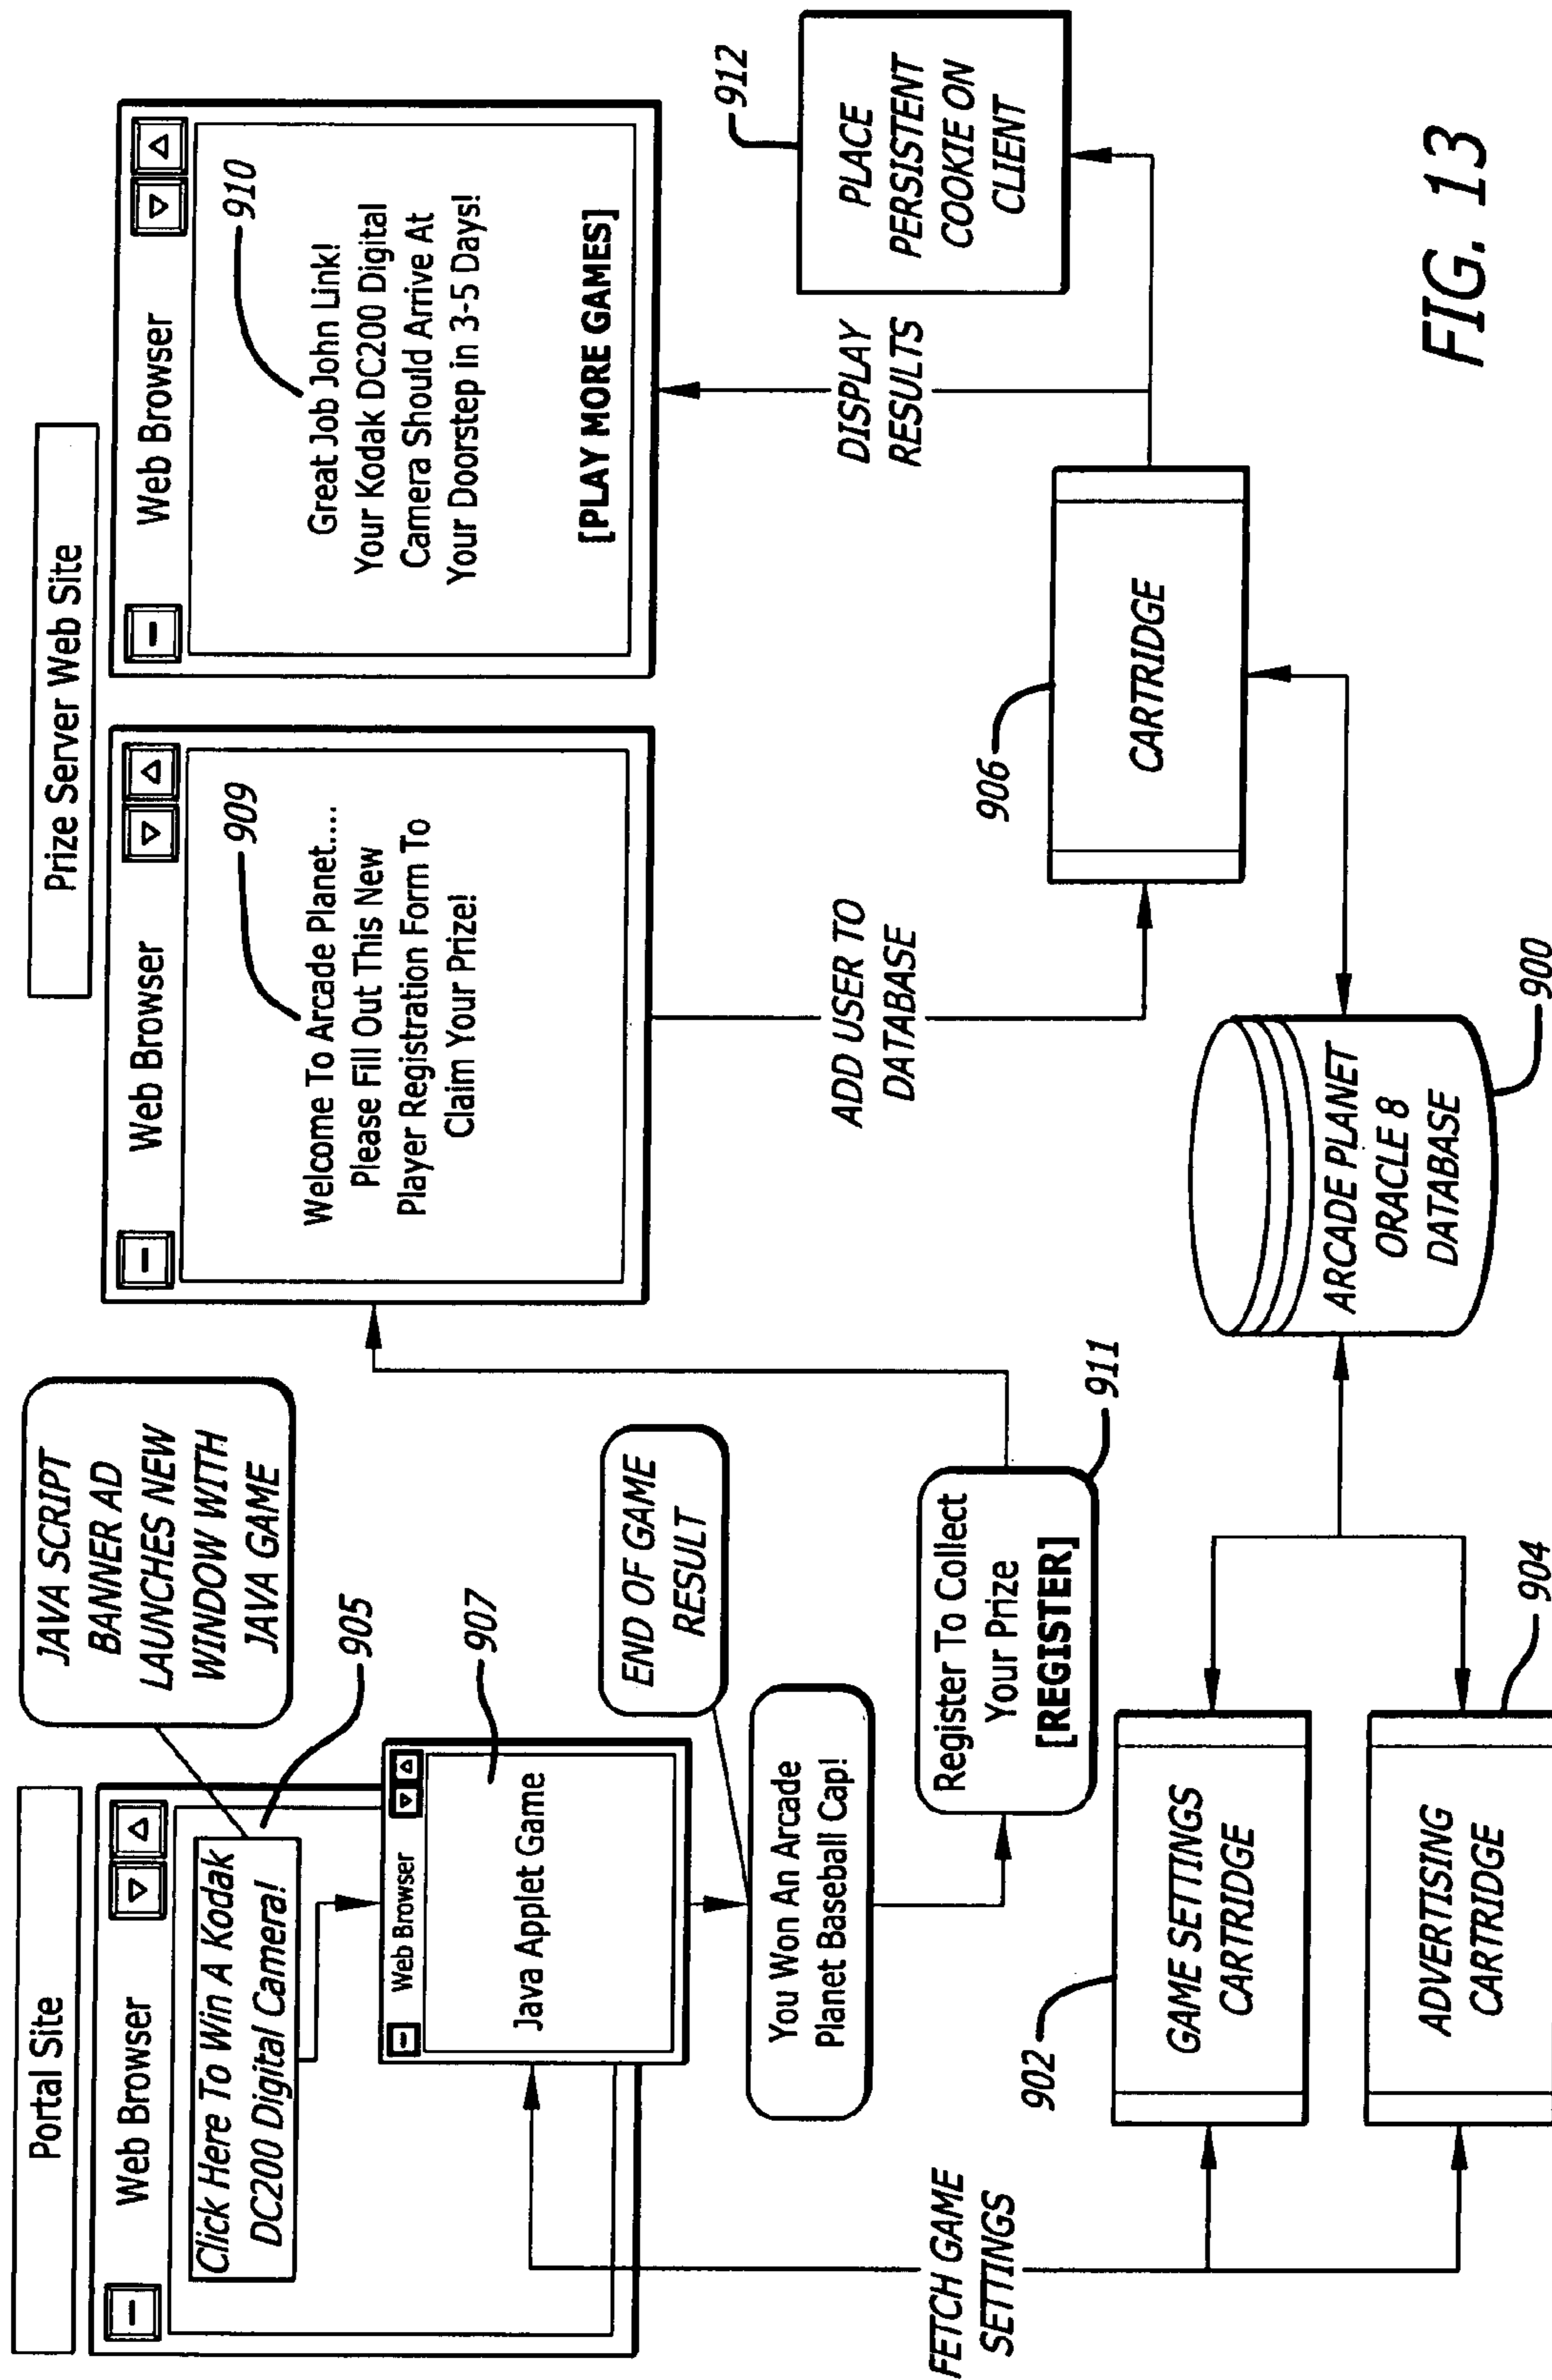 Portal Site
Web Browser
Click Here To Win A Kodak
DC200 Digital Camera!
JAVA SCRIPT
BANNER AD
LAUNCHES NEW
WINDOW WITH
JAVA GAME
905
Web Browser
Java Applet Game
907
END OF GAME
RESULT
You Won An Arcade
Planet Baseball Cap!
Register To Collect
Your Prize
[REGISTER]
911
FETCH GAME
SETTINGS
902
GAME SETTINGS
CARTRIDGE
ADVERTISING
CARTRIDGE
904
Prize Server Web Site
Web Browser
909
Welcome To Arcade Planet....
Please Fill Out This New
Player Registration Form To
Claim Your Prize!
Web Browser
910
Great Job John Link!
Your Kodak DC200 Digital
Camera Should Arrive At
Your Doorstep in 3-5 Days!
[PLAY MORE GAMES]
ADD USER TO
DATABASE
DISPLAY
RESULTS
912
PLACE
PERSISTENT
COOKIE ON
CLIENT
906
CARTRIDGE
ARCADE PLANET
ORACLE 8
DATABASE
900
FIG. 13